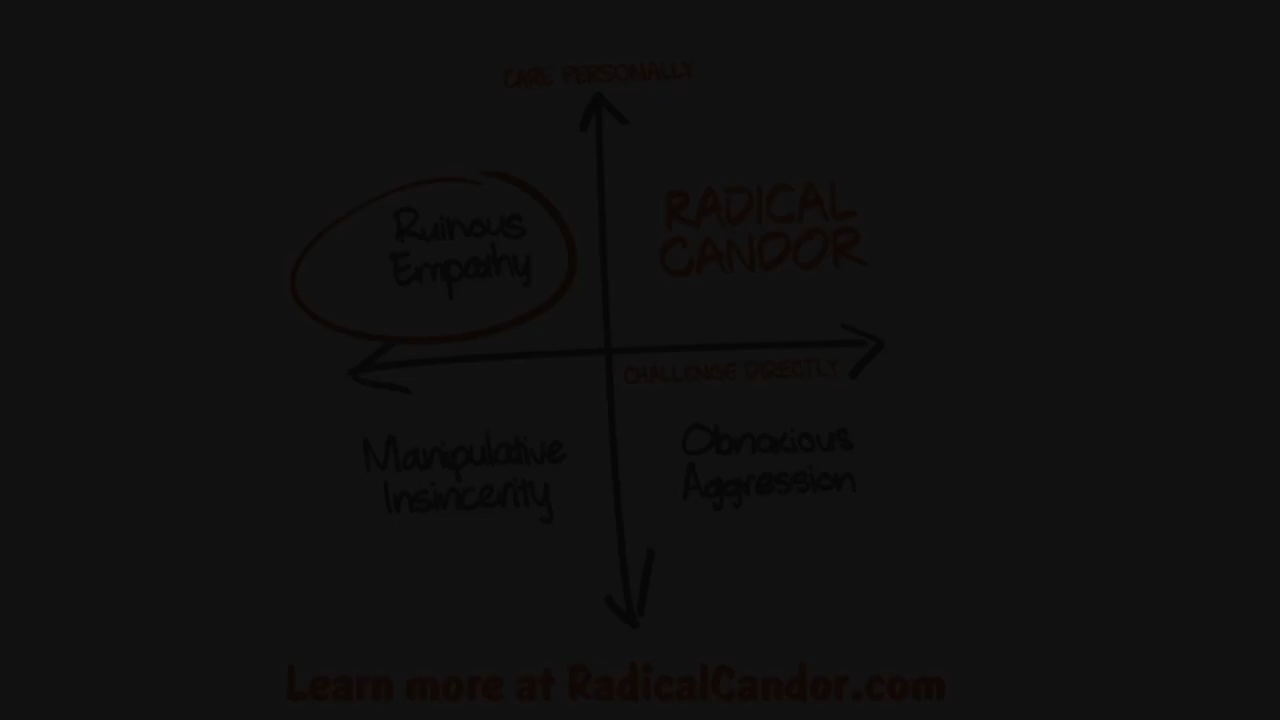 CARE PERSONALLY
Ruinous
Empathy
RADICAL
CANDOR
CHALLENGE DIRECTLY
Manipulative
Insincerity
Obnoxious
Aggression
Learn more at RadicalCandor.com